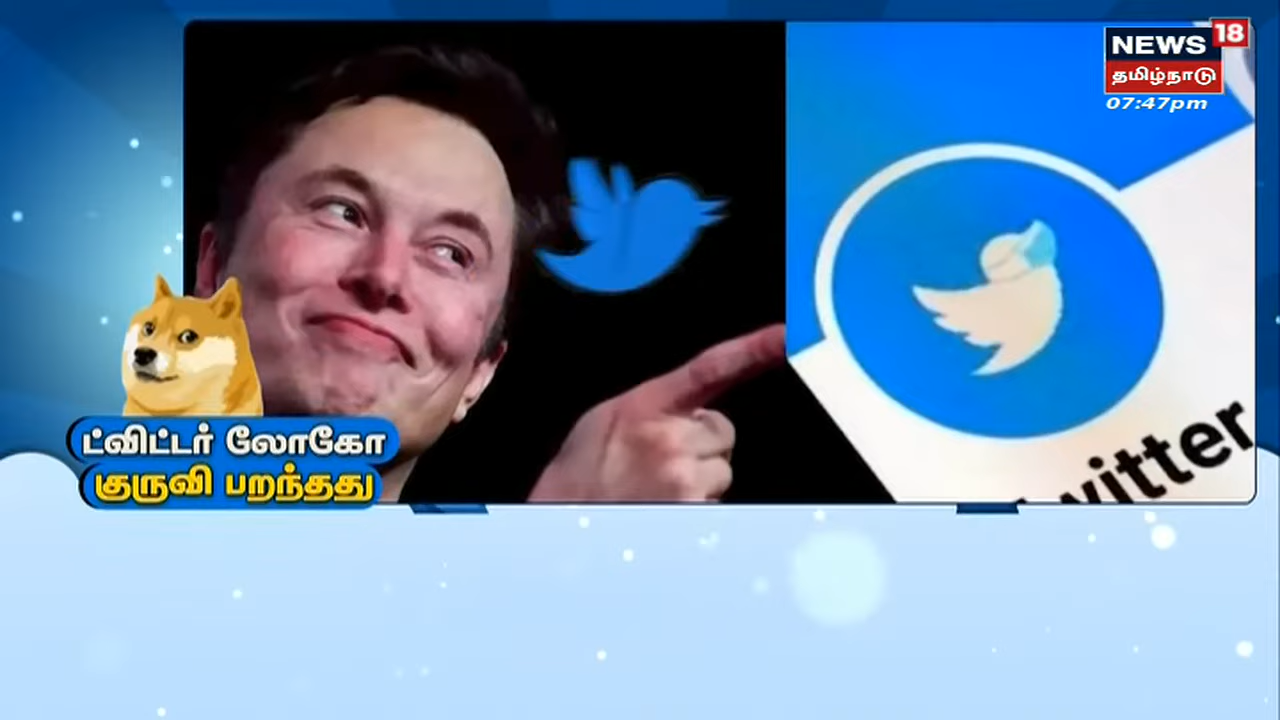 NEWS 18
தமிழ்நாடு
07:47pm
ட்விட்டர் லோகோ
குருவி பறந்தது
witter